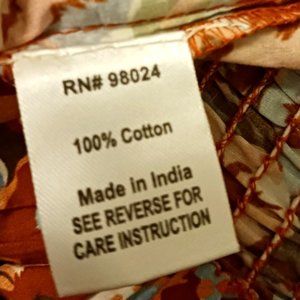 RN# 98024
100% Cotton
Made in India
SEE REVERSE FOR
CARE INSTRUCTION